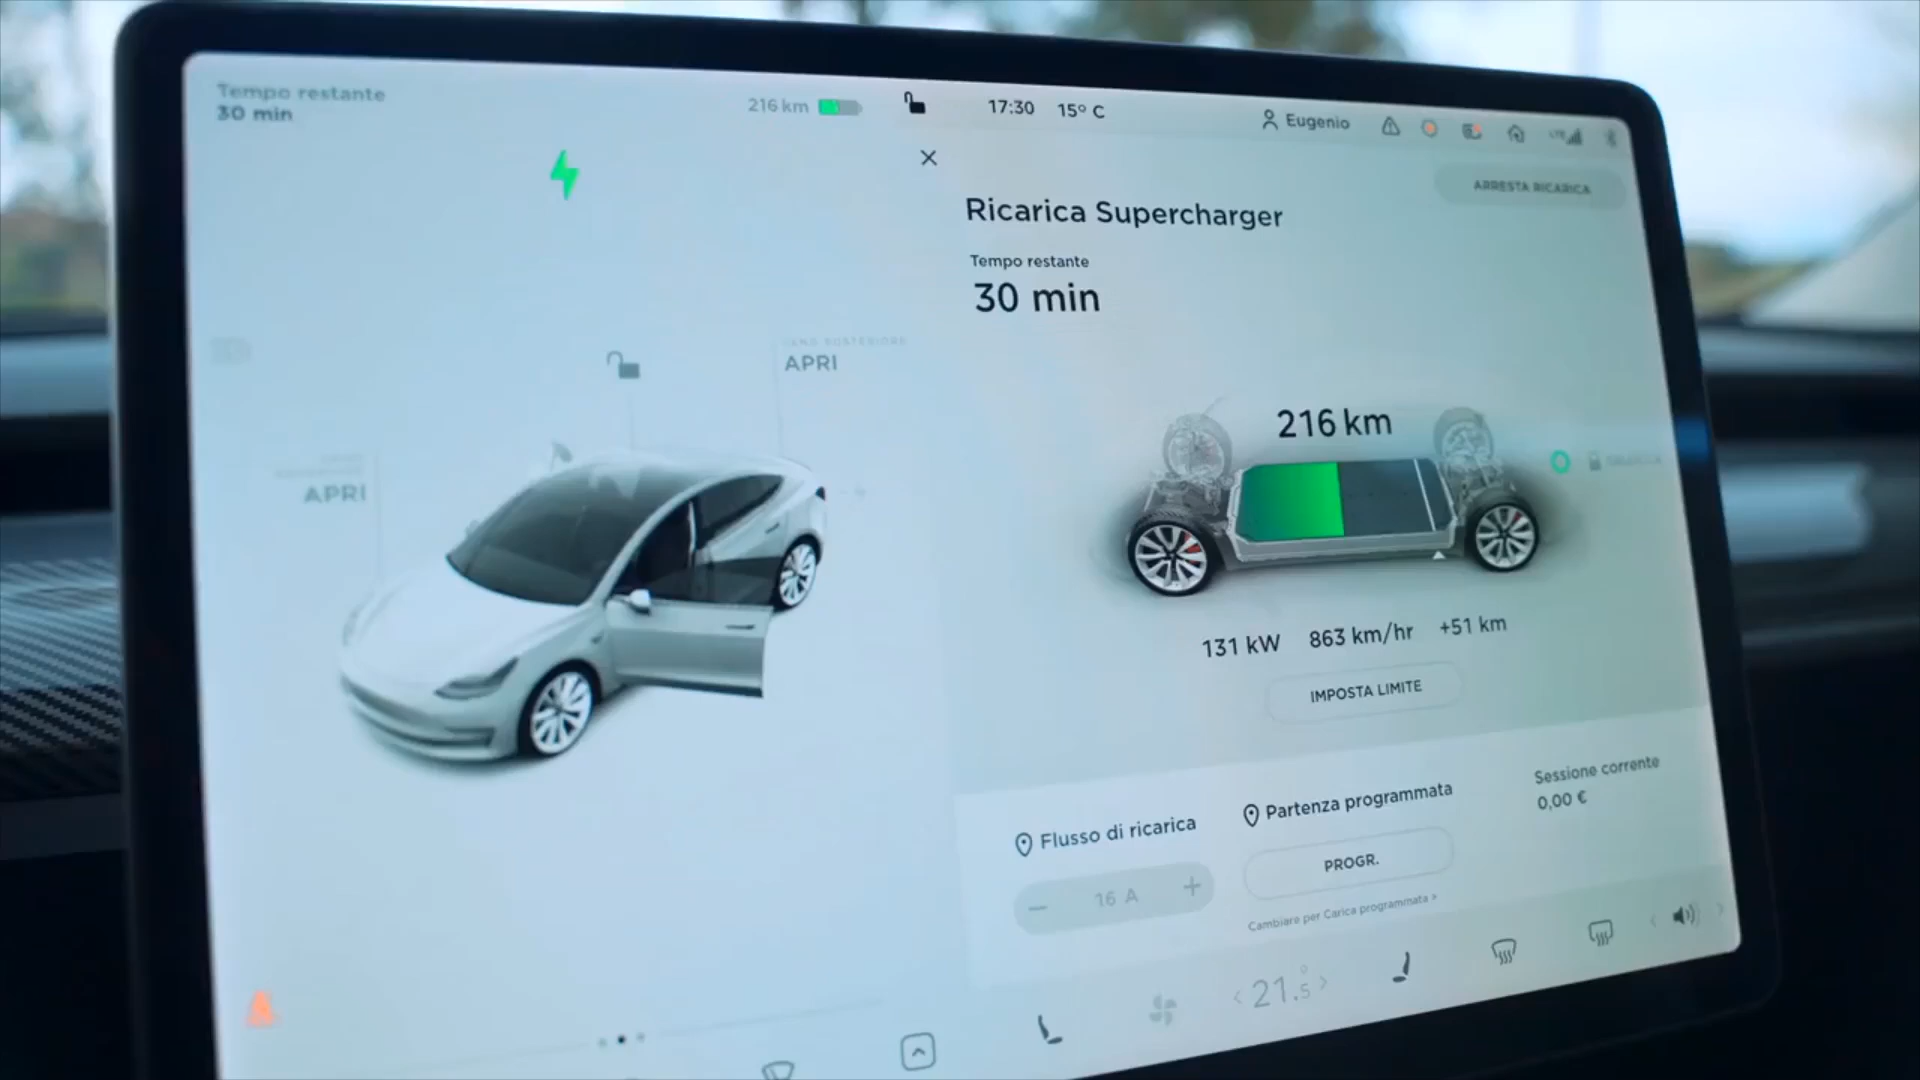 Tempo restante
30 min
216 km
17:30 15° C
Eugenio
LTE
ARRESTA RICARICA
Ricarica Supercharger
Tempo restante
30 min
APRI
APRI
216 km
131 kW 863 km/hr +51 km
IMPOSTA LIMITE
Flusso di ricarica
16 A
Partenza programmata
PROGR.
Cambiare per Carica programmata >
Sessione corrente
0,00 €
21.5°